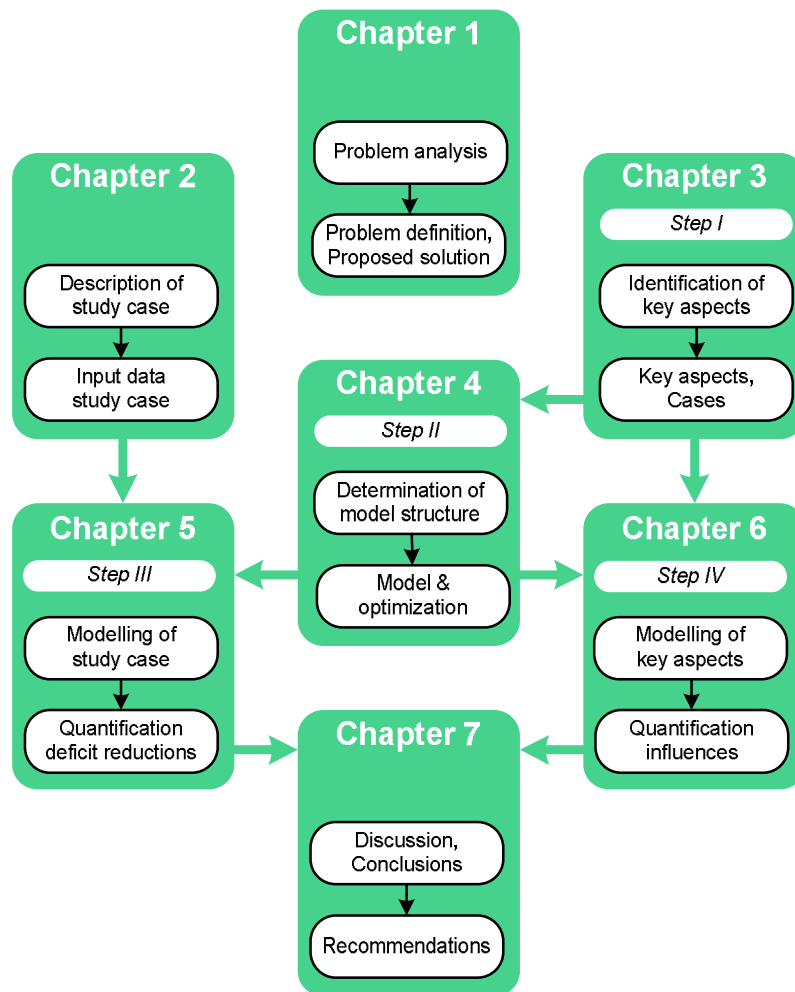 Chapter 1
Problem analysis
Problem definition,
Proposed solution
Chapter 2
Description of
study case
Input data
study case
Chapter 3
Step I
Identification of
key aspects
Key aspects,
Cases
Chapter 4
Step II
Determination of
model structure
Model &
optimization
Chapter 5
Step III
Modelling of
study case
Quantification
deficit reductions
Chapter 6
Step IV
Modelling of
key aspects
Quantification
influences
Chapter 7
Discussion,
Conclusions
Recommendations